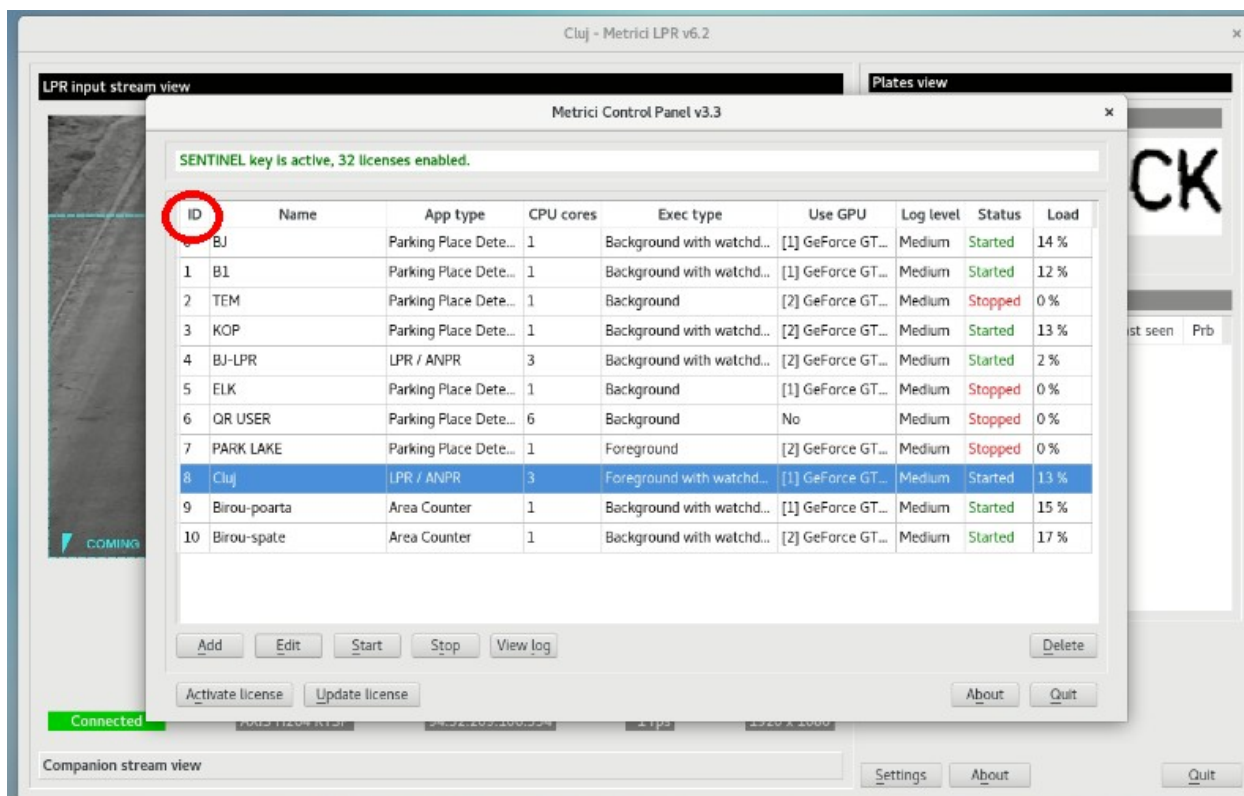 Cluj - Metrici LPR v6.2
LPR input stream view
Plates view
Metrici Control Panel v3.3
SENTINEL key is active, 32 licenses enabled.
CK
ID Name App type CPU cores Exec type Use GPU Log level Status Load
BJ Parking Place Dete... 1 Background with watchd... [1] GeForce GT... Medium Started 14 %
1 B1 Parking Place Dete... 1 Background with watchd... [1] GeForce GT... Medium Started 12 %
2 TEM Parking Place Dete... 1 Background [2] GeForce GT... Medium Stopped 0 %
3 KOP Parking Place Dete... 1 Background with watchd... [2] GeForce GT... Medium Started 13 %
seen Prb
4 BJ-LPR LPR / ANPR 3 Background with watchd... [2] GeForce GT... Medium Started 2 %
5 ELK Parking Place Dete... 1 Background [1] GeForce GT... Medium Stopped 0 %
6 QR USER Parking Place Dete... 6 Background No Medium Stopped 0 %
7 PARK LAKE Parking Place Dete... 1 Foreground [2] GeForce GT... Medium Stopped 0 %
8 Cluj LPR / ANPR 3 Foreground with watchd... [1] GeForce GT... Medium Started 13 %
9 Birou-poarta Area Counter 1 Background with watchd... [1] GeForce GT... Medium Started 15 %
10 Birou-spate Area Counter 1 Background with watchd... [2] GeForce GT... Medium Started 17 %
COMING
Add Edit Start Stop View log Delete
Activate license Update license About Quit
Connected
Companion stream view
Settings About Quit